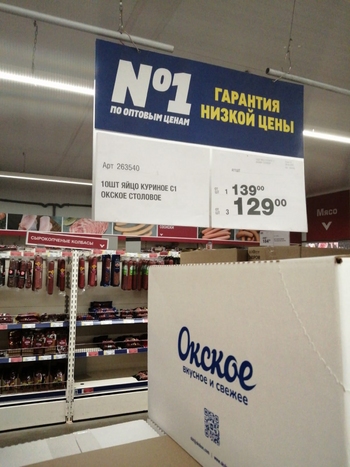 №1
ПО ОПТОВЫМ ЦЕНАМ
ГАРАНТИЯ
НИЗКОЙ ЦЕНЫ
Арт 263540
10ШТ ЯЙЦО КУРИНОЕ С1
ОКСКОЕ СТОЛОВОЕ
1 139⁰⁰
3 129⁰⁰
Мясо
СЫРОКОПЧЕНЫЕ КОЛБАСЫ
Окское
вкусное и свежее